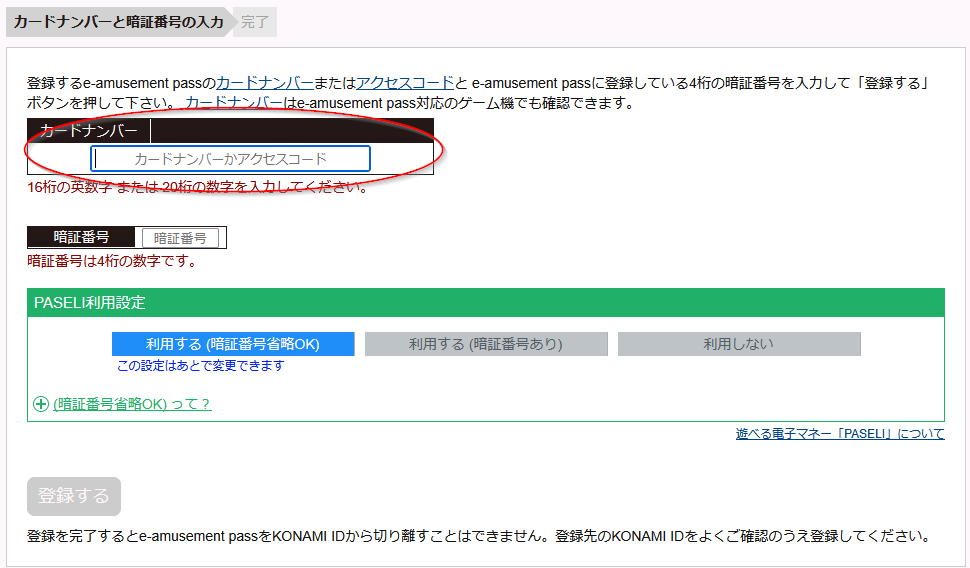 カードナンバーと暗証番号の入力 完了
登録するe-amusement passのカードナンバーまたはアクセスコードと e-amusement passに登録している4桁の暗証番号を入力して「登録する」
ボタンを押して下さい。 カードナンバーはe-amusement pass対応のゲーム機でも確認できます。
カードナンバー
カードナンバーかアクセスコード
16桁の英数字 または 20桁の数字を入力してください。
暗証番号 暗証番号
暗証番号は4桁の数字です。
PASELI利用設定
利用する (暗証番号省略OK) 利用する (暗証番号あり) 利用しない
この設定はあとで変更できます
(暗証番号省略OK) って？
遊べる電子マネー「PASELI」について
登録する
登録を完了するとe-amusement passをKONAMI IDから切り離すことはできません。登録先のKONAMI IDをよくご確認のうえ登録してください。